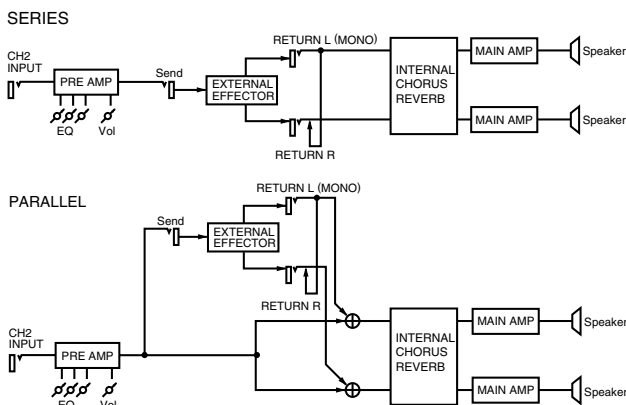 SERIES
RETURN L (MONO)
CH2
INPUT
PRE AMP
EQ
Vol
Send
EXTERNAL
EFFECTOR
RETURN R
INTERNAL
CHORUS
REVERB
MAIN AMP
Speaker
MAIN AMP
Speaker
PARALLEL
RETURN L (MONO)
Send
EXTERNAL
EFFECTOR
RETURN R
CH2
INPUT
PRE AMP
EQ
Vol
INTERNAL
CHORUS
REVERB
MAIN AMP
Speaker
MAIN AMP
Speaker